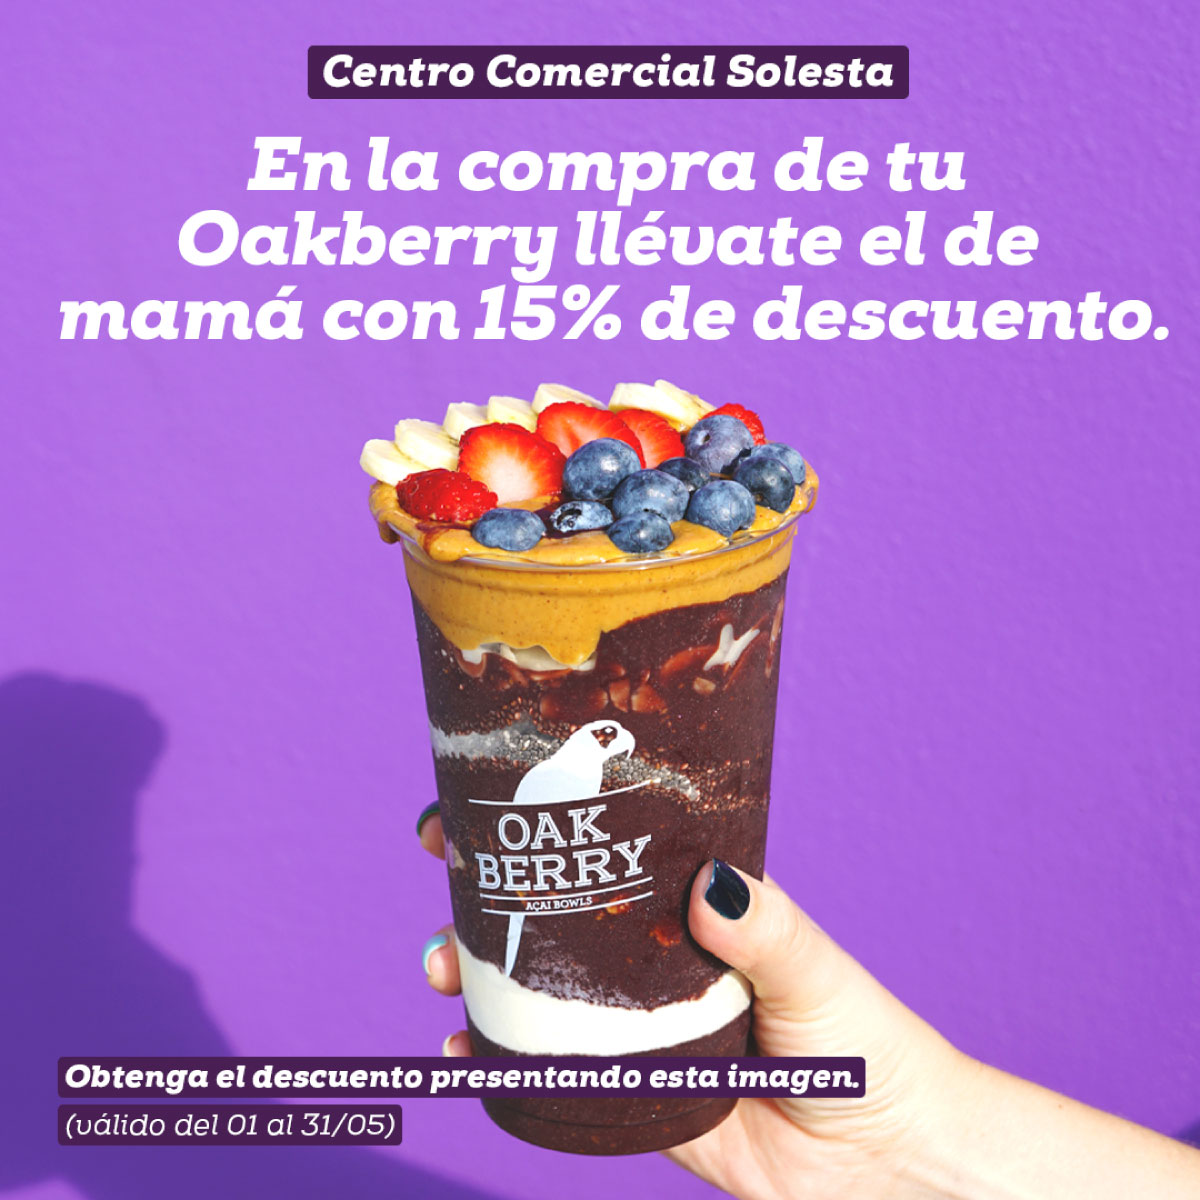 Centro Comercial Solesta
En la compra de tu
Oakberry llévate el de
mamá con 15% de descuento.
OAK
BERRY
AÇAI BOWLS
Obtenga el descuento presentando esta imagen.
(válido del 01 al 31/05)